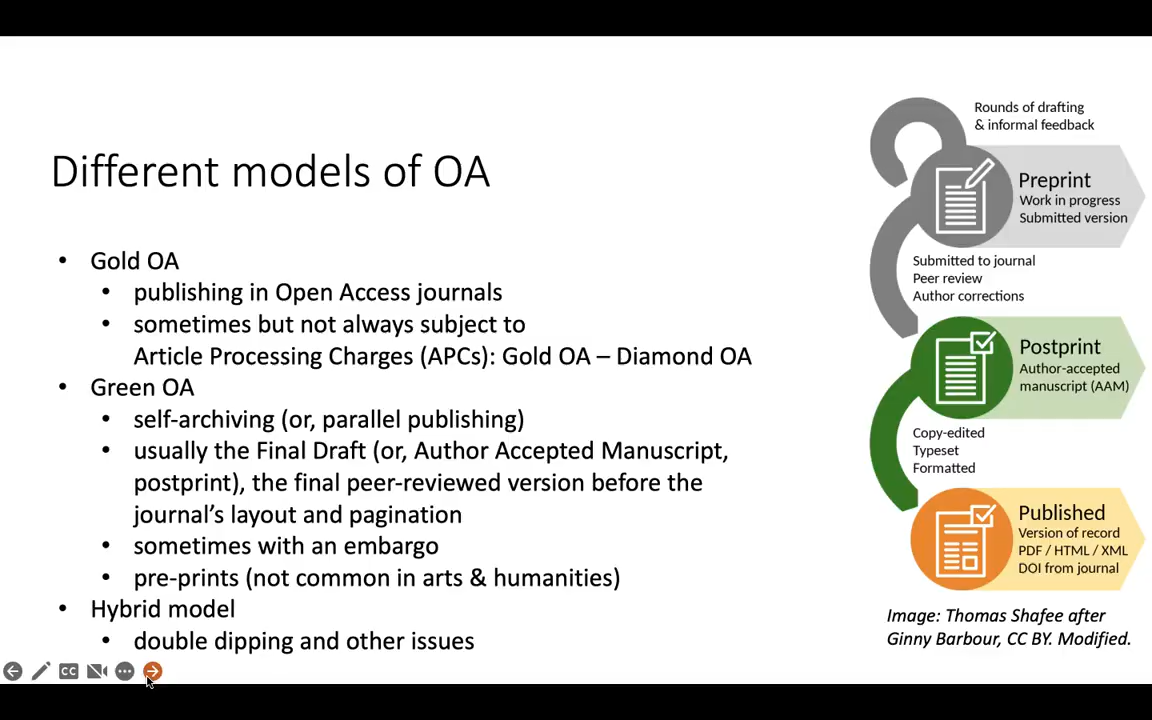 Different models of OA
• Gold OA
• publishing in Open Access journals
• sometimes but not always subject to
Article Processing Charges (APCs): Gold OA – Diamond OA
• Green OA
• self-archiving (or, parallel publishing)
• usually the Final Draft (or, Author Accepted Manuscript,
postprint), the final peer-reviewed version before the
journal’s layout and pagination
• sometimes with an embargo
• pre-prints (not common in arts & humanities)
• Hybrid model
• double dipping and other issues
Rounds of drafting
& informal feedback
Preprint
Work in progress
Submitted version
Submitted to journal
Peer review
Author corrections
Postprint
Author-accepted
manuscript (AAM)
Copy-edited
Typeset
Formatted
Published
Version of record
PDF / HTML / XML
DOI from journal
Image: Thomas Shafee after
Ginny Barbour, CC BY. Modified.
CC